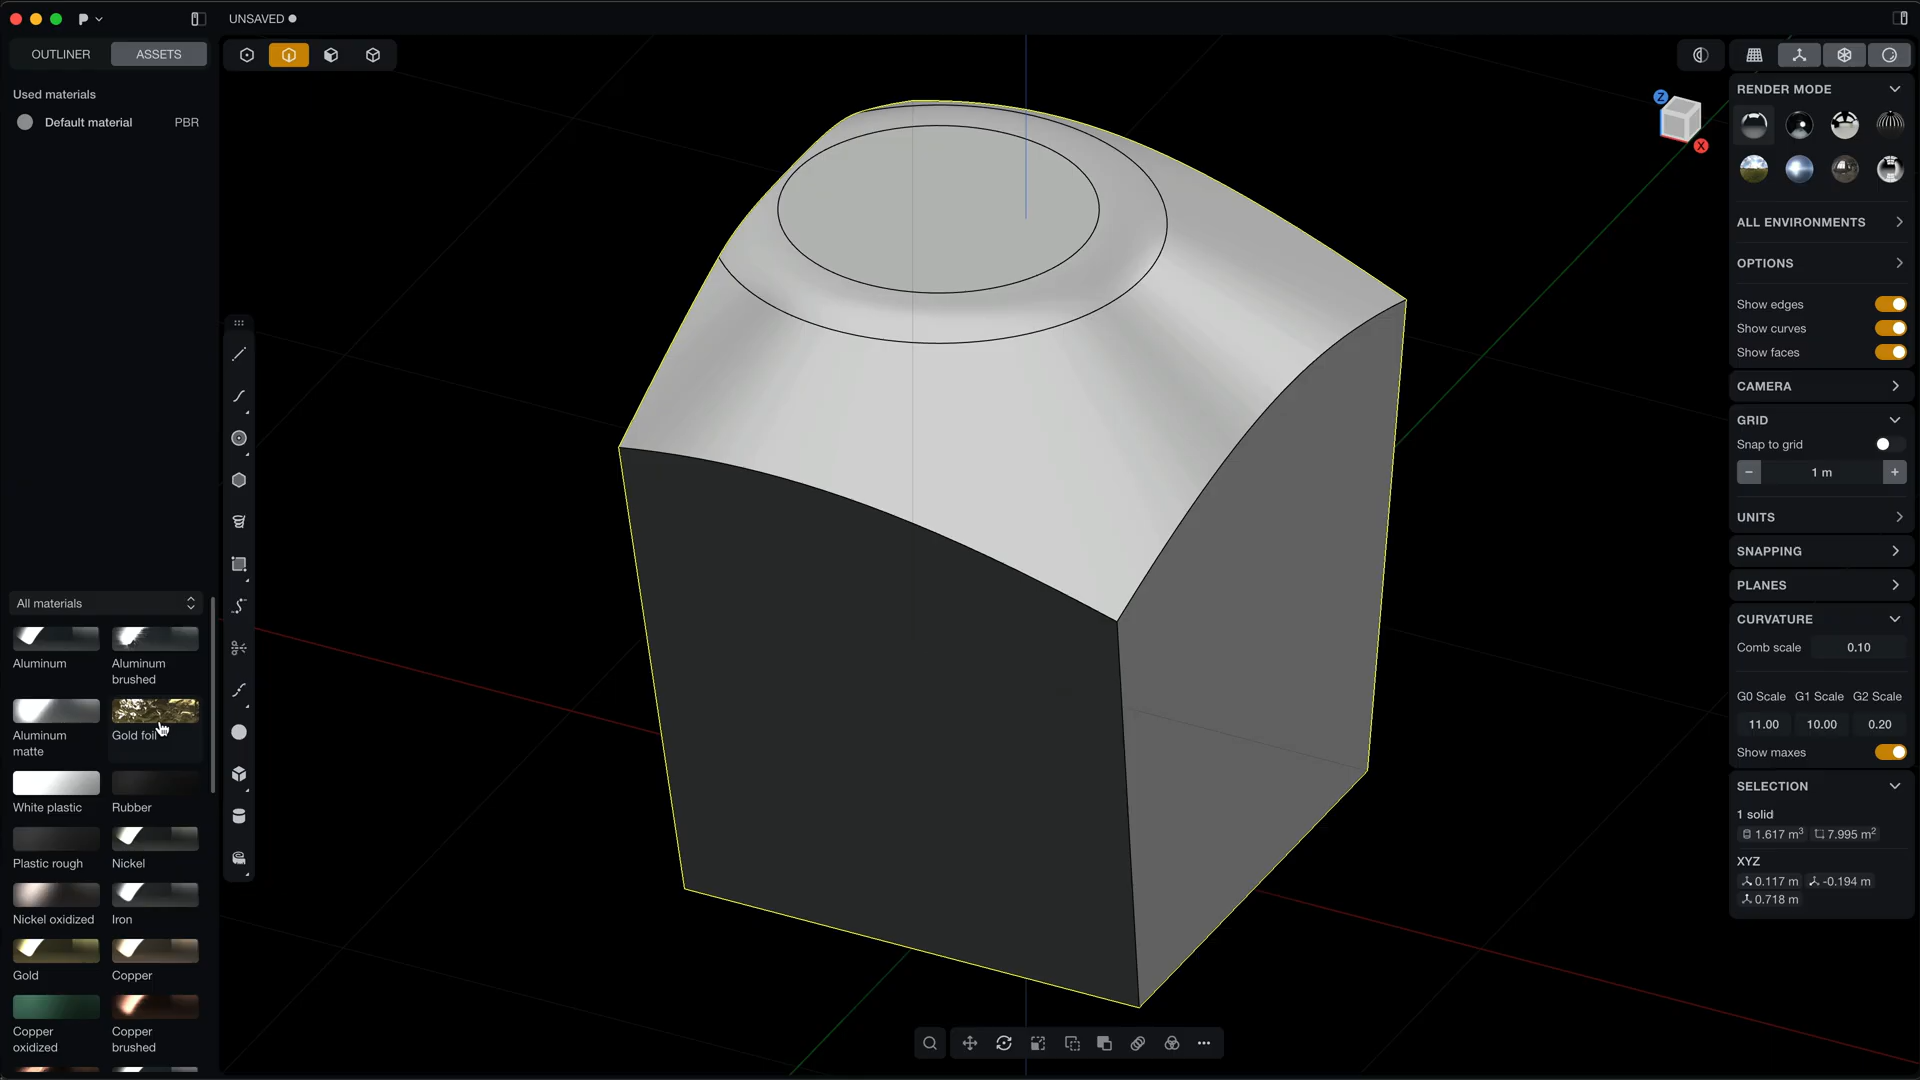 UNSAVED
OUTLINER ASSETS
Used materials
Default material PBR
All materials
Aluminum Aluminum
brushed
Aluminum
matte Gold foil
White plastic Rubber
Plastic rough Nickel
Nickel oxidized Iron
Gold Copper
Copper
oxidized Copper
brushed
Z
X
RENDER MODE
ALL ENVIRONMENTS
OPTIONS
Show edges
Show curves
Show faces
CAMERA
GRID
Snap to grid
1 m
UNITS
SNAPPING
PLANES
CURVATURE
Comb scale 0.10
G0 Scale G1 Scale G2 Scale
11.00 10.00 0.20
Show maxes
SELECTION
1 solid
1.617 m³ 7.995 m²
XYZ
0.117 m -0.194 m
0.718 m